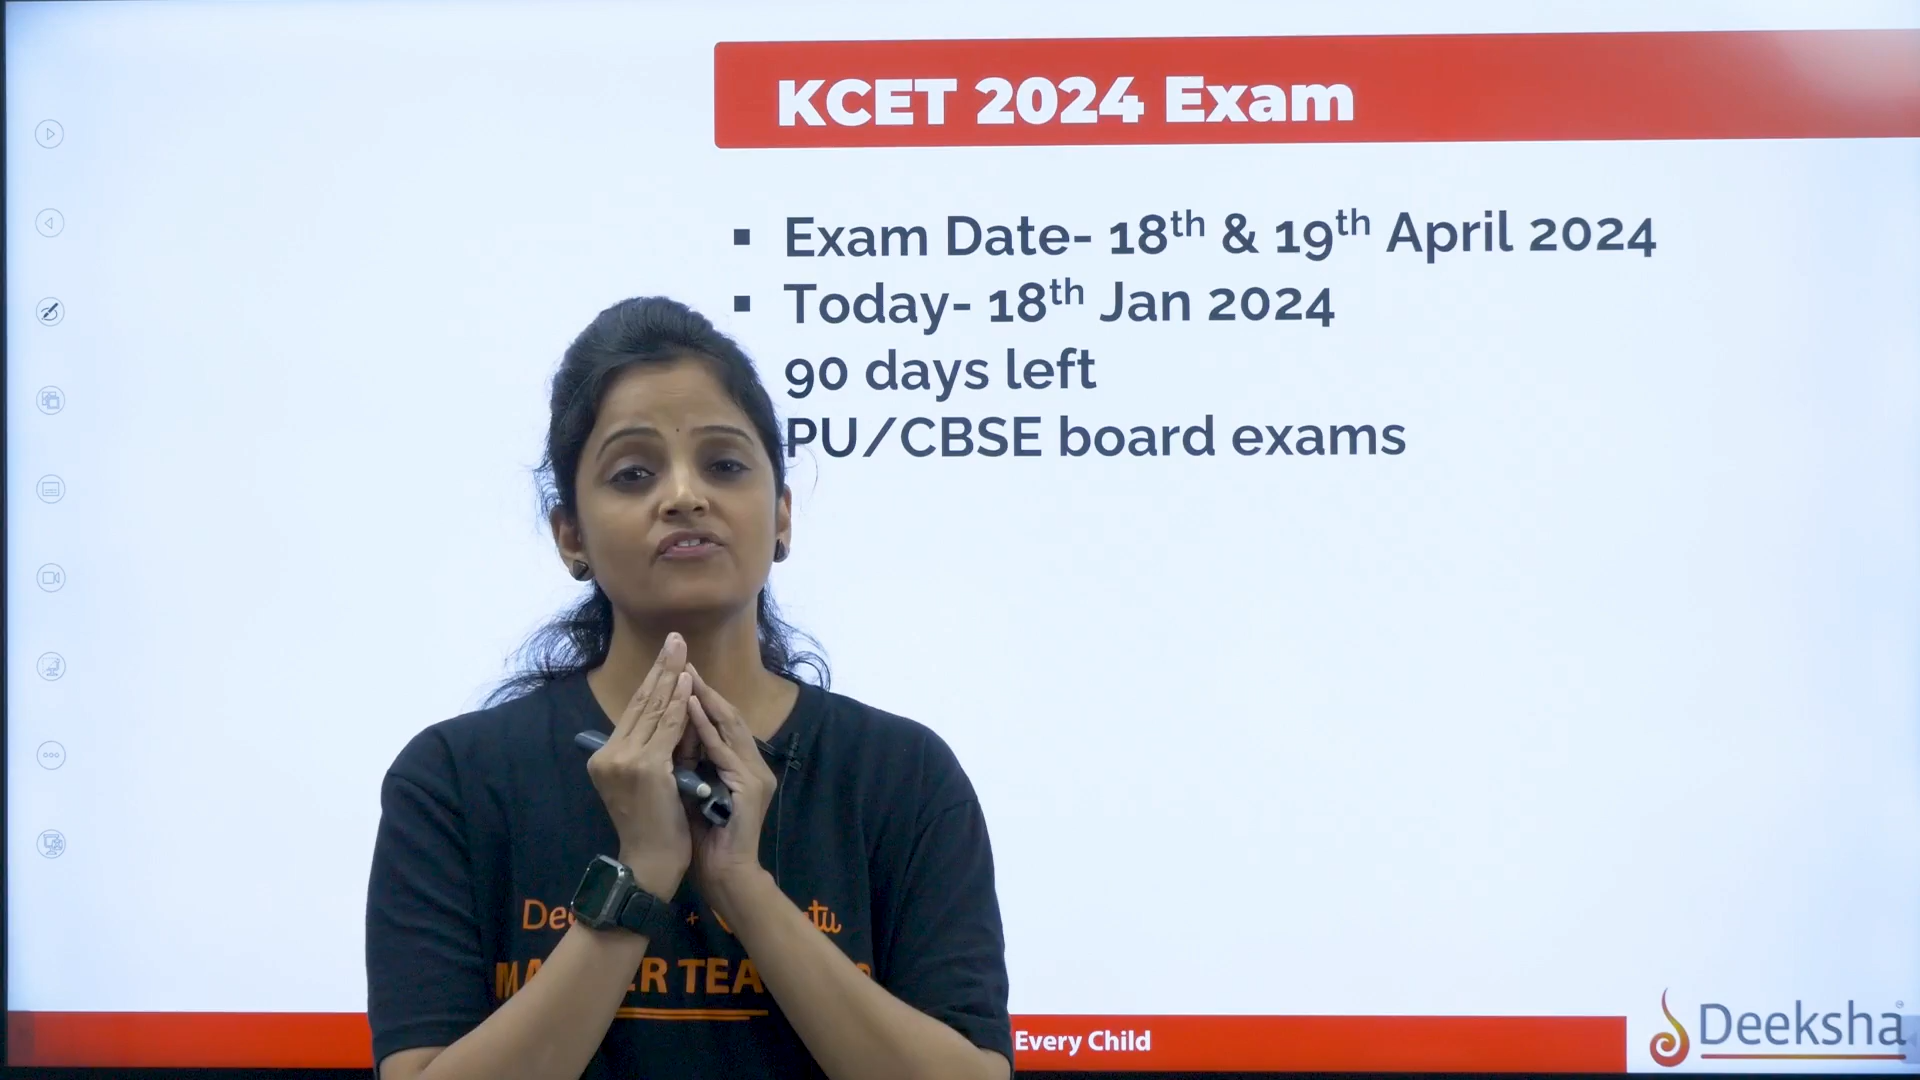 KCET 2024 Exam
▪ Exam Date- 18th & 19th April 2024
▪ Today- 18th Jan 2024
90 days left
PU/CBSE board exams
TEA
Every Child
Deeksha